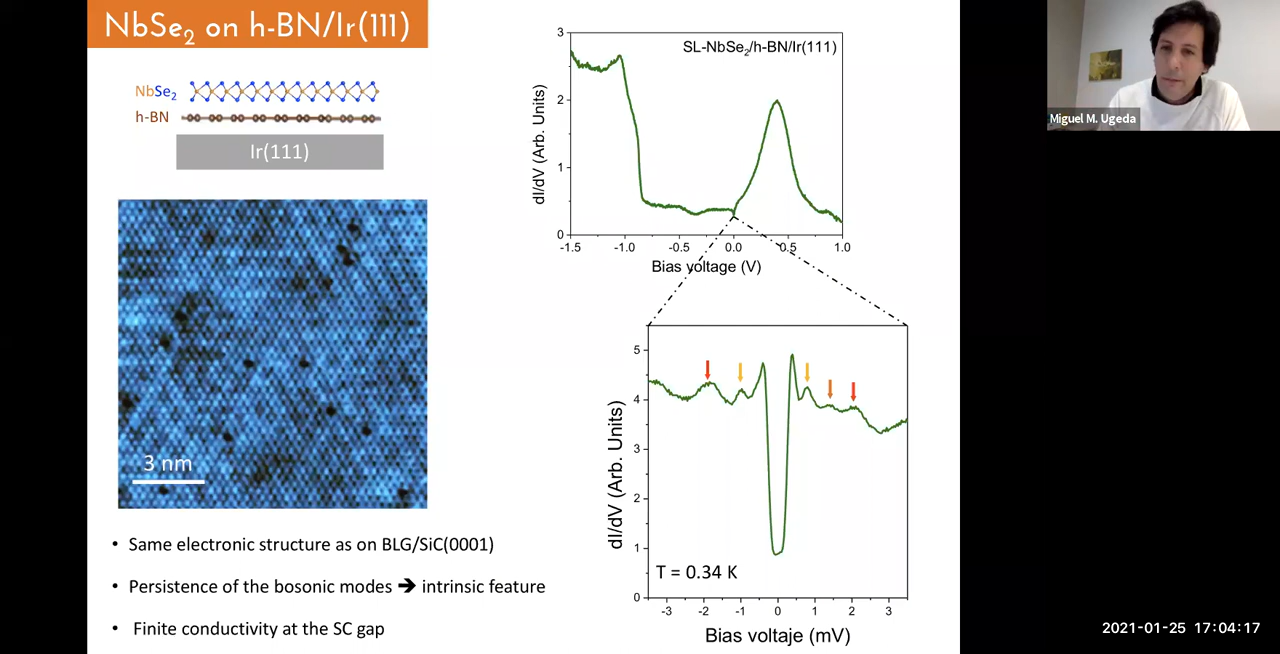 NbSe2 on h-BN/Ir(111)
NbSe2
h-BN
Ir(111)
3 nm
• Same electronic structure as on BLG/SiC(0001)
• Persistence of the bosonic modes ➔ intrinsic feature
• Finite conductivity at the SC gap
SL-NbSe2/h-BN/Ir(111)
dI/dV (Arb. Units)
3
2
1
0
-1.5 -1.0 -0.5 0.0 0.5 1.0
Bias voltage (V)
dI/dV (Arb. Units)
5
4
3
2
1
0
T = 0.34 K
-3 -2 -1 0 1 2 3
Bias voltaje (mV)
Miguel M. Ugeda
2021-01-25 17:04:17